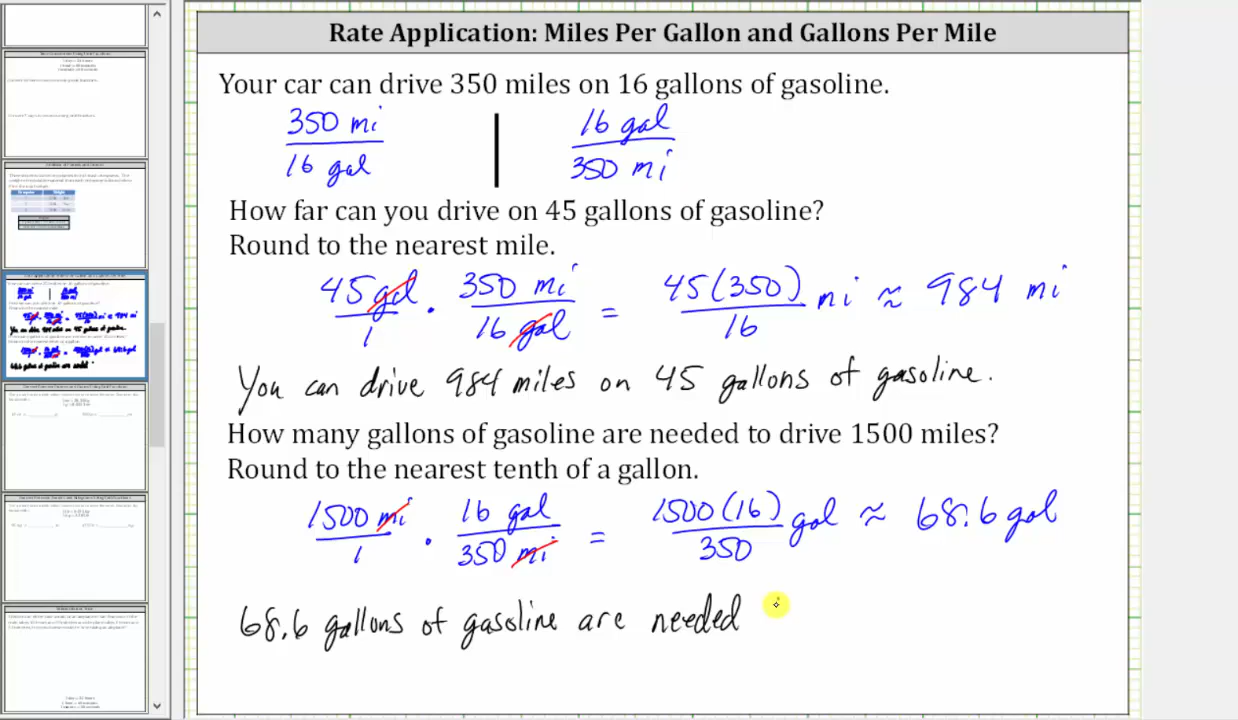 Rate Application: Miles Per Gallon and Gallons Per Mile
Your car can drive 350 miles on 16 gallons of gasoline.
350 mi / 16 gal | 16 gal / 350 mi
How far can you drive on 45 gallons of gasoline?
Round to the nearest mile.
45 gal / 1 · 350 mi / 16 gal = 45(350) / 16 mi ≈ 984 mi
You can drive 984 miles on 45 gallons of gasoline.
How many gallons of gasoline are needed to drive 1500 miles?
Round to the nearest tenth of a gallon.
1500 mi / 1 · 16 gal / 350 mi = 1500(16) / 350 gal ≈ 68.6 gal
68.6 gallons of gasoline are needed